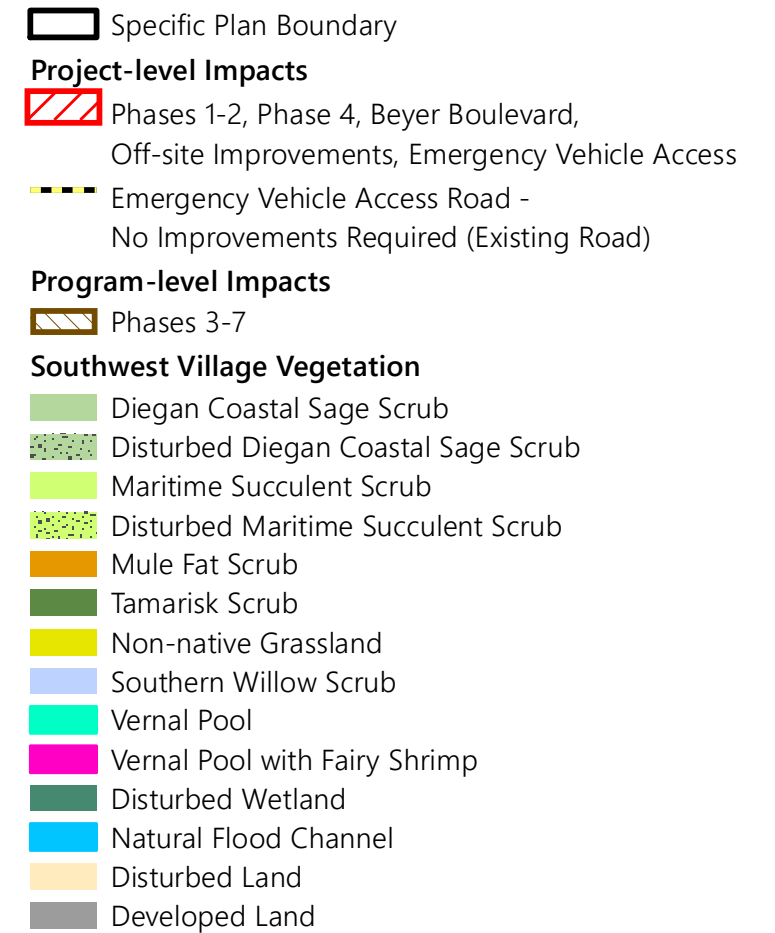 Specific Plan Boundary
Project-level Impacts
Phases 1-2, Phase 4, Beyer Boulevard,
Off-site Improvements, Emergency Vehicle Access
Emergency Vehicle Access Road -
No Improvements Required (Existing Road)
Program-level Impacts
Phases 3-7
Southwest Village Vegetation
Diegan Coastal Sage Scrub
Disturbed Diegan Coastal Sage Scrub
Maritime Succulent Scrub
Disturbed Maritime Succulent Scrub
Mule Fat Scrub
Tamarisk Scrub
Non-native Grassland
Southern Willow Scrub
Vernal Pool
Vernal Pool with Fairy Shrimp
Disturbed Wetland
Natural Flood Channel
Disturbed Land
Developed Land